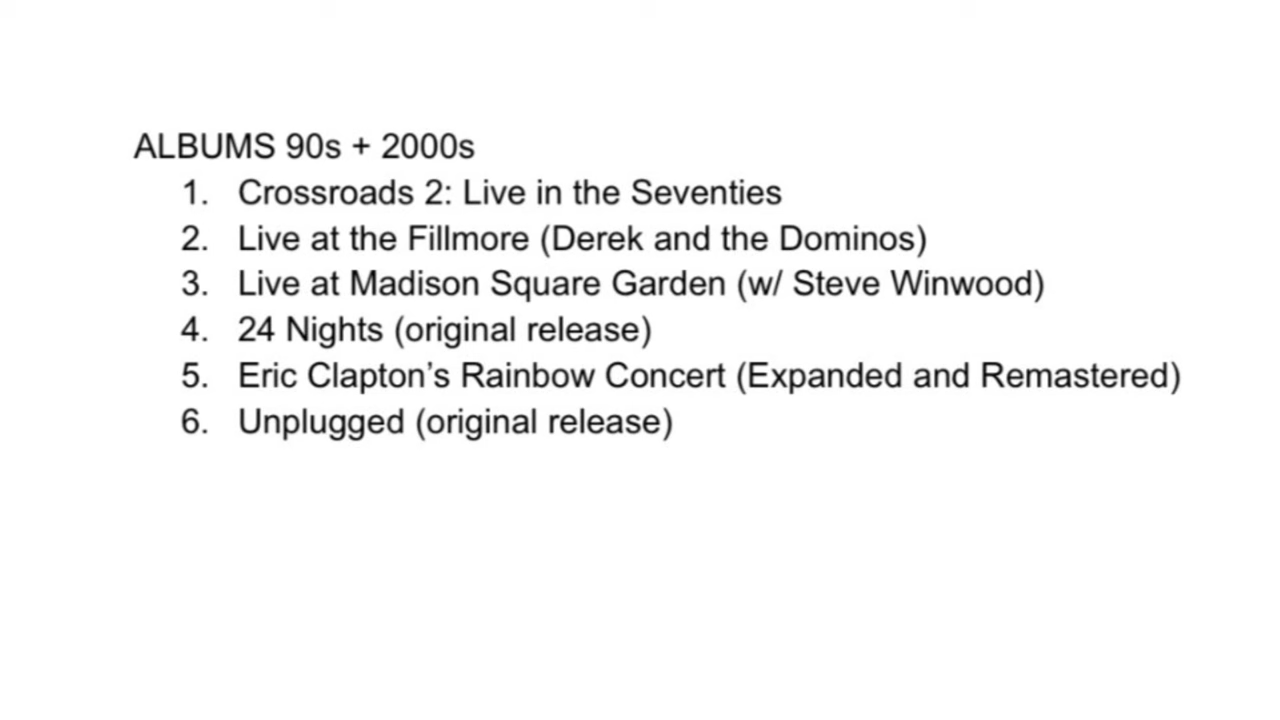 ALBUMS 90s + 2000s
1. Crossroads 2: Live in the Seventies
2. Live at the Fillmore (Derek and the Dominos)
3. Live at Madison Square Garden (w/ Steve Winwood)
4. 24 Nights (original release)
5. Eric Clapton’s Rainbow Concert (Expanded and Remastered)
6. Unplugged (original release)